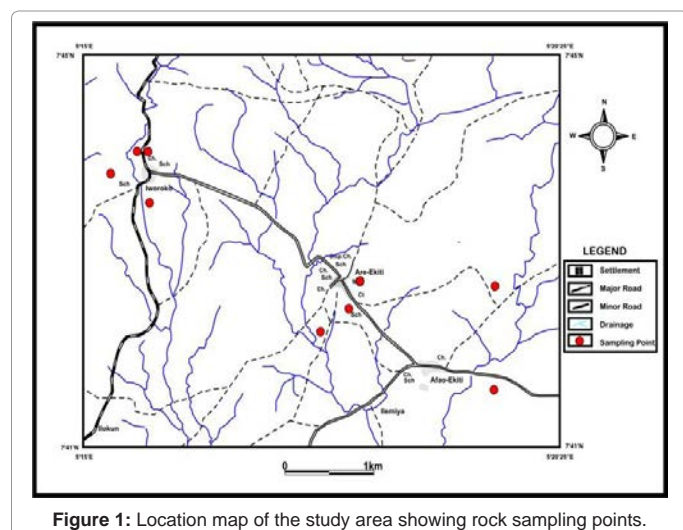 5°15'E 5°20'25"E
7°45'N 7°45'N
N
W E
S
Ch.
Sch
Sch
Iworoko
Sch
Are-Ekiti
Ch.
Sch
Ch.
Ct
Sch
Ch.
Afao-Ekiti
Ch.
Sch
Ilemiya
Ilokun
7°41'N 7°41'N
5°15'E 5°20'25"E
0 1km
LEGEND
Settlement
Major Road
Minor Road
Drainage
Sampling Point
Figure 1: Location map of the study area showing rock sampling points.